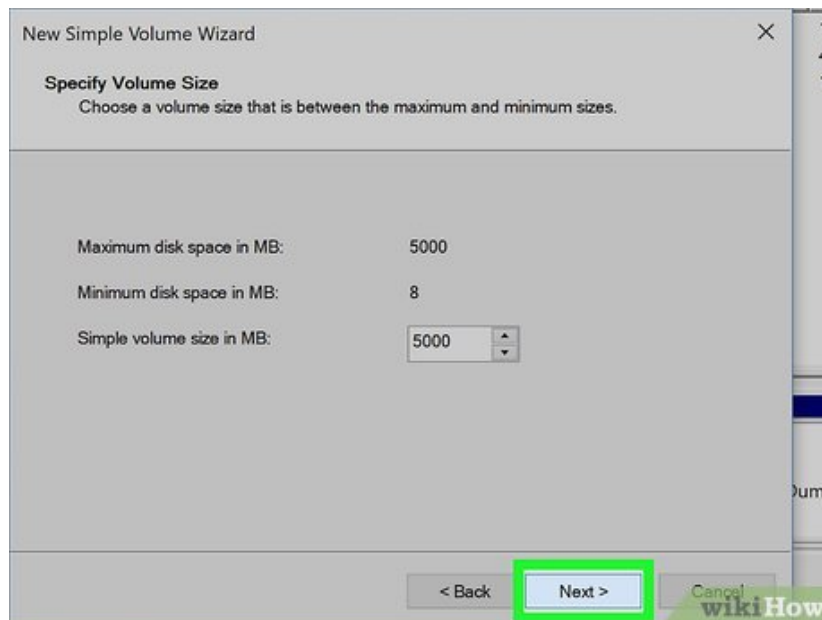 New Simple Volume Wizard
Specify Volume Size
Choose a volume size that is between the maximum and minimum sizes.
Maximum disk space in MB: 5000
Minimum disk space in MB: 8
Simple volume size in MB: 5000
< Back Next > Cancel
wikiHow